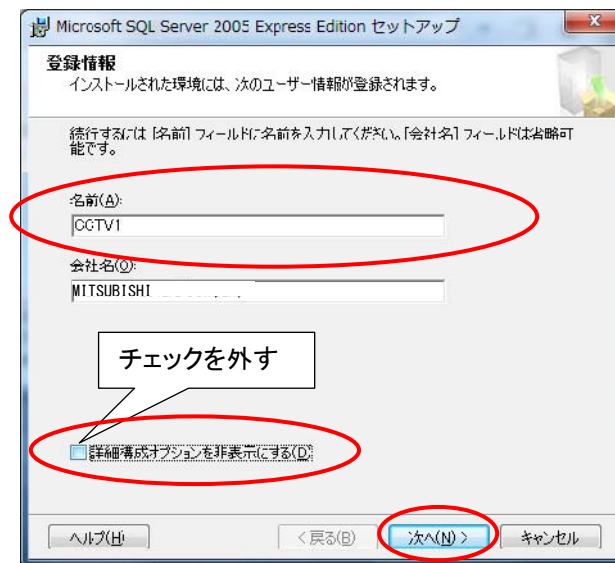 Microsoft SQL Server 2005 Express Edition セットアップ
登録情報
インストールされた環境には、次のユーザー情報が登録されます。
続行するには [名前] フィールドに名前を入力してください。[会社名] フィールドは省略可
能です。
名前(A):
CCTV1
会社名(O):
MITSUBISHI
チェックを外す
詳細構成オプションを非表示にする(D)
ヘルプ(H)
< 戻る(B)
次へ(N) >
キャンセル